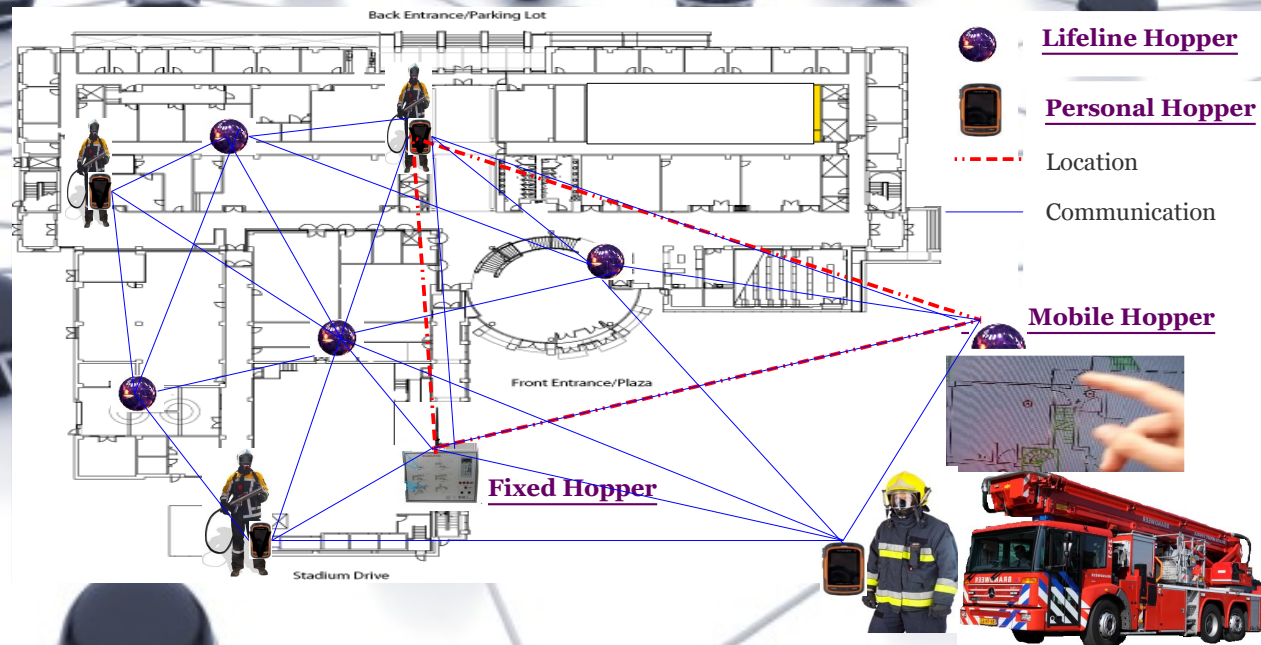 Back Entrance/Parking Lot
Lifeline Hopper
Personal Hopper
Location
Communication
Mobile Hopper
Front Entrance/Plaza
Fixed Hopper
Stadium Drive
BRANDWEER